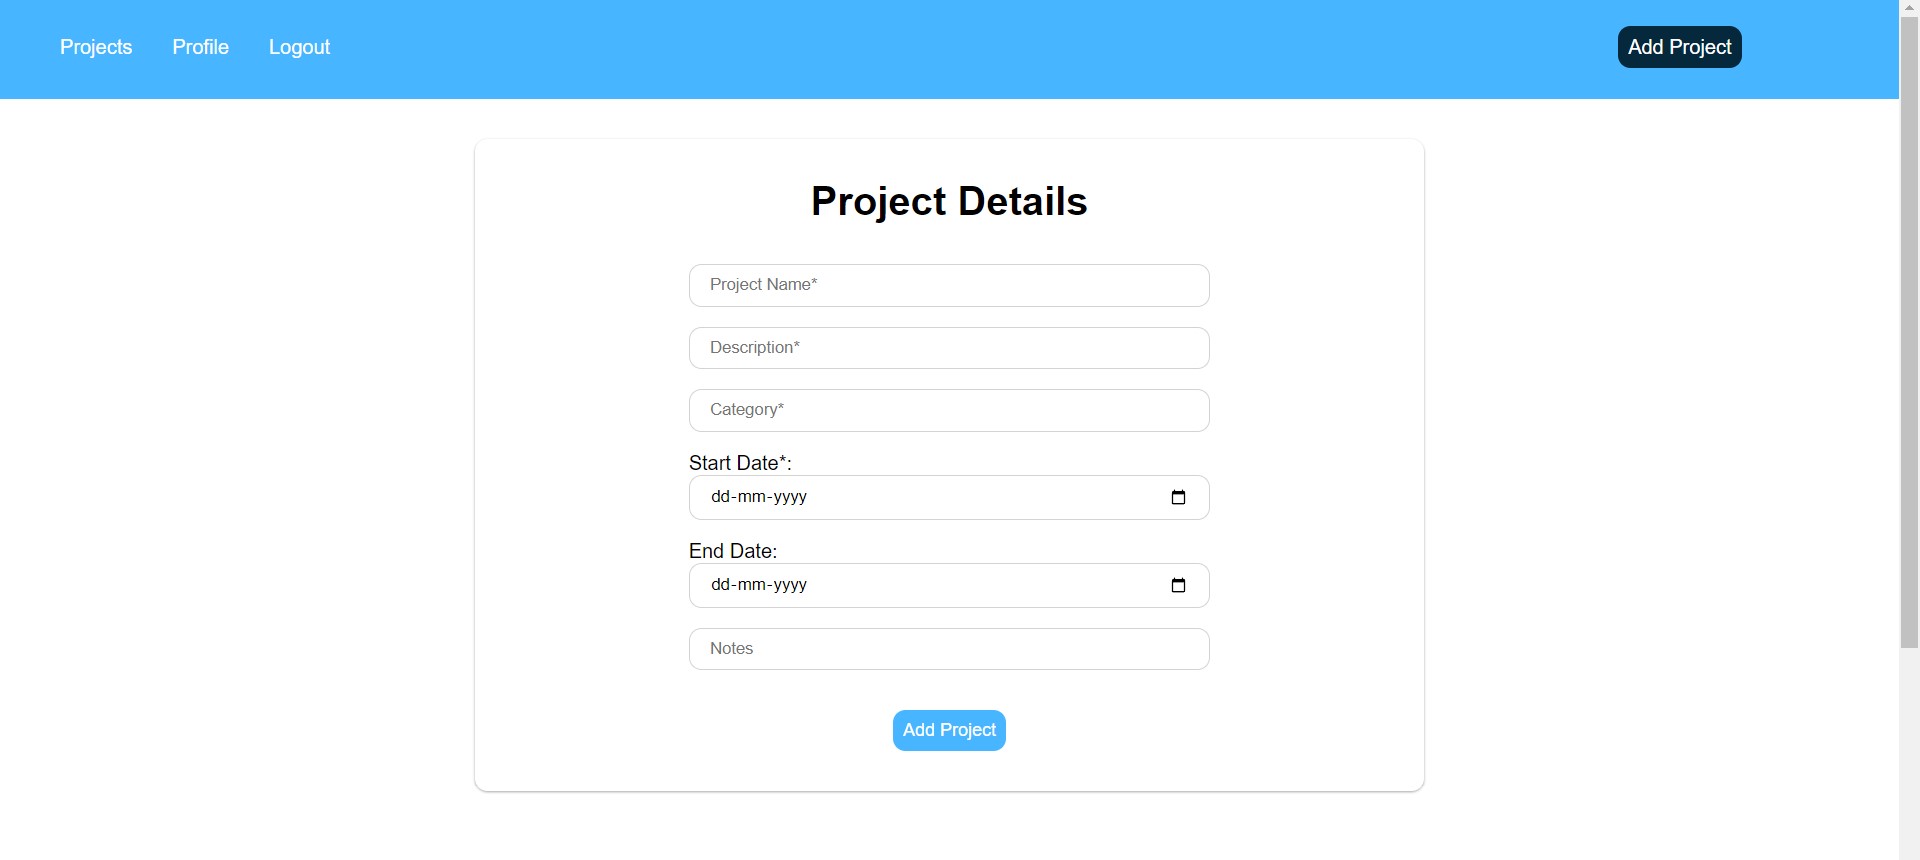 Projects Profile Logout Add Project
Project Details
Project Name*
Description*
Category*
Start Date*:
dd-mm-yyyy
End Date:
dd-mm-yyyy
Notes
Add Project